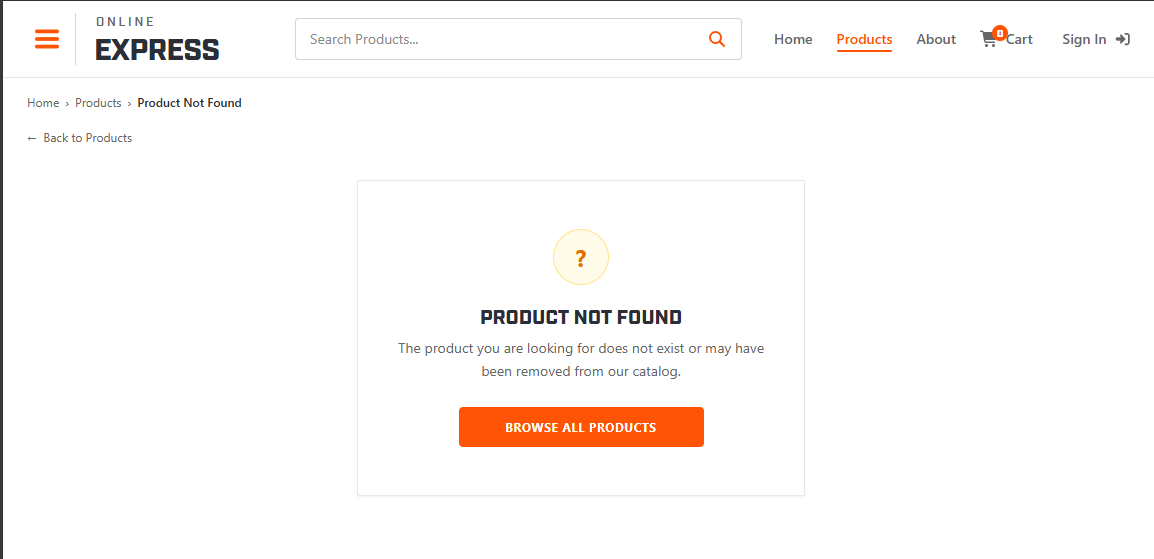 ONLINE
EXPRESS
Search Products...
Home
Products
About
0
Cart
Sign In
Home › Products › Product Not Found
← Back to Products
?
PRODUCT NOT FOUND
The product you are looking for does not exist or may have
been removed from our catalog.
BROWSE ALL PRODUCTS